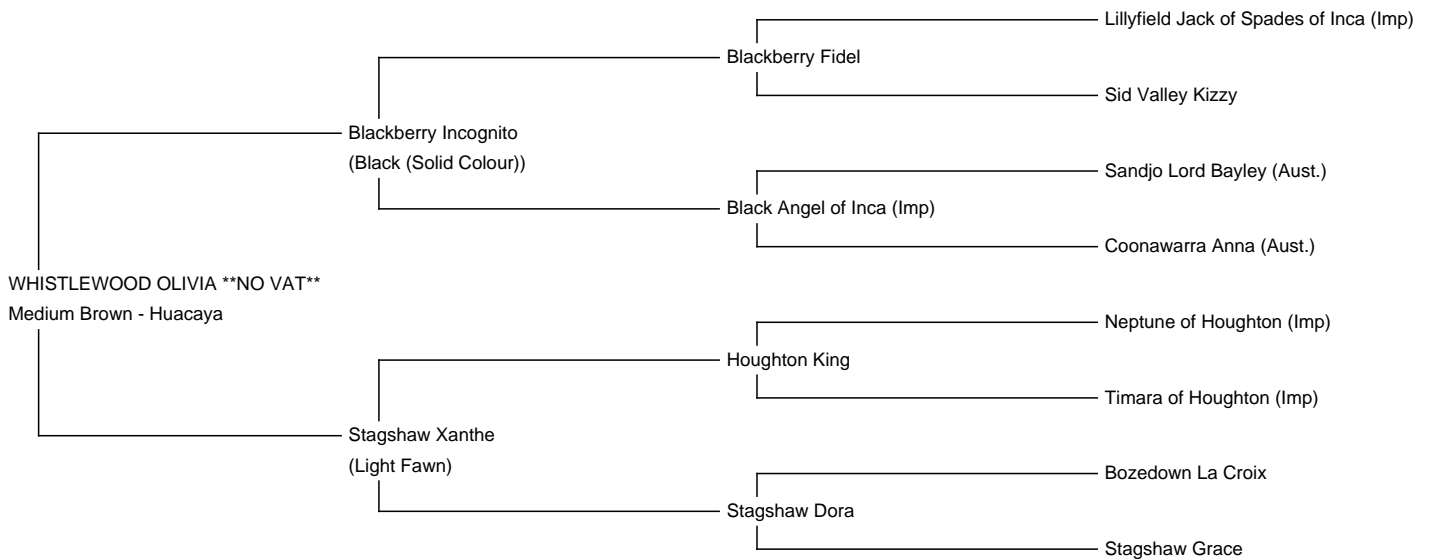 Lillyfield Jack of Spades of Inca (Imp)
Blackberry Fidel
Sid Valley Kizzy
Blackberry Incognito
(Black (Solid Colour))
Sandjo Lord Bayley (Aust.)
Black Angel of Inca (Imp)
Coonawarra Anna (Aust.)
WHISTLEWOOD OLIVIA **NO VAT**
Medium Brown - Huacaya
Neptune of Houghton (Imp)
Houghton King
Timara of Houghton (Imp)
Stagshaw Xanthe
(Light Fawn)
Bozedown La Croix
Stagshaw Dora
Stagshaw Grace